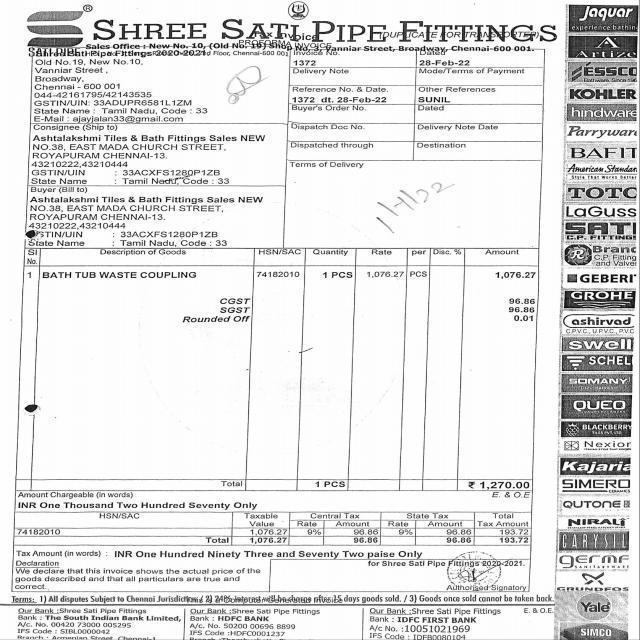 SHREE SATI PIPE FITTINGS
Tax Invoice
(DUPLICATE FOR TRANSPORTER)
Sales Office : New No. 10, (Old No. 19) Shop No. 3, Vanniar Street, Broadway, Chennai-600 001.
Shree Sati Pipe Fittings 2020-2021
Old No.19, New No.10,
Vanniar Street ,
Broadway,
Chennai - 600 001
044-42161795/42143535
GSTIN/UIN: 33ADUPR6581L1ZM
State Name : Tamil Nadu, Code : 33
E-Mail : ajayjalan33@gmail.com
Invoice No.
1372
Dated
28-Feb-22
Delivery Note
Mode/Terms of Payment
Reference No. & Date.
1372 dt. 28-Feb-22
Other References
SUNIL
Buyer's Order No.
Dated
Dispatch Doc No.
Delivery Note Date
Dispatched through
Destination
Terms of Delivery
1/4/22
Consignee (Ship to)
Ashtalakshmi Tiles & Bath Fittings Sales NEW
NO.38, EAST MADA CHURCH STREET,
ROYAPURAM CHENNAI-13.
43210222,43210444
GSTIN/UIN : 33ACXFS1280P1ZB
State Name : Tamil Nadu, Code : 33
Buyer (Bill to)
Ashtalakshmi Tiles & Bath Fittings Sales NEW
NO.38, EAST MADA CHURCH STREET,
ROYAPURAM CHENNAI-13.
43210222,43210444
GSTIN/UIN : 33ACXFS1280P1ZB
State Name : Tamil Nadu, Code : 33
Sl No. Description of Goods HSN/SAC Quantity Rate per Disc. % Amount
1 BATH TUB WASTE COUPLING 74182010 1 PCS 1,076.27 PCS 1,076.27
CGST 96.86
SGST 96.86
Rounded Off 0.01
Total 1 PCS ₹ 1,270.00
Amount Chargeable (in words) E. & O.E
INR One Thousand Two Hundred Seventy Only
HSN/SAC Taxable Value Central Tax Rate Amount State Tax Rate Amount Total Tax Amount
74182010 1,076.27 9% 96.86 9% 96.86 193.72
Total 1,076.27 96.86 96.86 193.72
Tax Amount (in words) : INR One Hundred Ninety Three and Seventy Two paise Only
Declaration
We declare that this invoice shows the actual price of the
goods described and that all particulars are true and
correct.
for Shree Sati Pipe Fittings 2020-2021.
Authorised Signatory
Terms: 1) All disputes Subject to Chennai Jurisdiction / 2) 24% Interest will be charge after 15 days goods sold. / 3) Goods once sold cannot be taken back.
Our Bank : Shree Sati Pipe Fittings
Bank : The South Indian Bank Limited,
A/c. No. 00420 73000 005295
IFS Code : SIBL0000042
Our Bank : Shree Sati Pipe Fittings
Bank : HDFC BANK
A/c No. : 50200 00696 8899
IFS Code : HDFC0001237
Our Bank : Shree Sati Pipe Fittings
Bank : IDFC FIRST BANK
A/c No. :10051021969
IFS Code : IDFB0080104
E. & O.E.
Jaquar
experience bathing
Artize
ESSCO
KOHLER
hindware
Parryware
BAFIT
American Standard
Style That Works better
TOTO
LaGuss
SATI
C.P. FITTINGS
Brand
C.P. Fitting
and Valves
GEBERIT
GROHE
ashirvad
C.P.V.C., U.P.V.C., P.V.C.
swell
SCHELL
SOMANY
QUEO
BLACKBERRY
Nexion
Kajaria
SIMERO
CERAMICS
QUTONE
NIRALI
CARYSIL
GRUNDFOS
Yale
SIMCO